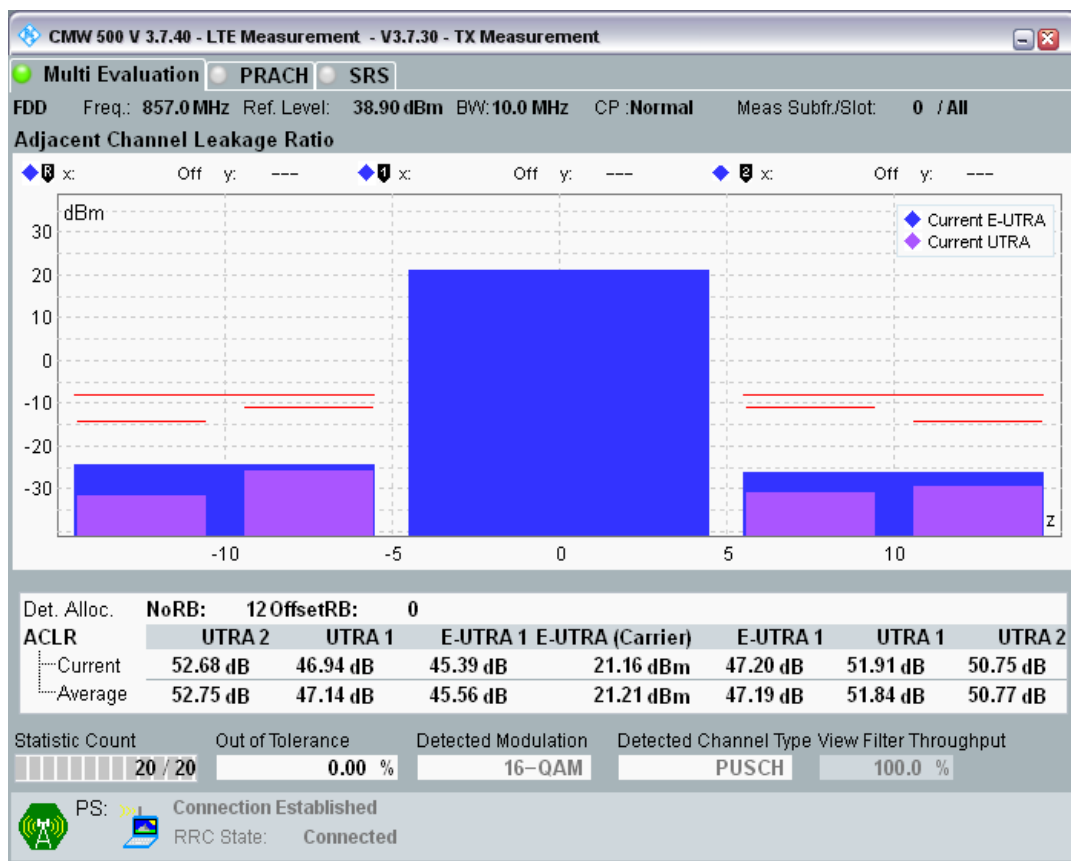 CMW 500 V 3.7.40 - LTE Measurement - V3.7.30 - TX Measurement
Multi Evaluation PRACH SRS
FDD Freq.: 857.0 MHz Ref. Level: 38.90 dBm BW: 10.0 MHz CP :Normal Meas Subfr./Slot: 0 / All
Adjacent Channel Leakage Ratio
R x: Off y: --- 1 x: Off y: --- 2 x: Off y: ---
dBm
Current E-UTRA
Current UTRA
30
20
10
0
-10
-20
-30
z
-10 -5 0 5 10
Det. Alloc. NoRB: 12 OffsetRB: 0
ACLR UTRA 2 UTRA 1 E-UTRA 1 E-UTRA (Carrier) E-UTRA 1 UTRA 1 UTRA 2
Current 52.68 dB 46.94 dB 45.39 dB 21.16 dBm 47.20 dB 51.91 dB 50.75 dB
Average 52.75 dB 47.14 dB 45.56 dB 21.21 dBm 47.19 dB 51.84 dB 50.77 dB
Statistic Count Out of Tolerance Detected Modulation Detected Channel Type View Filter Throughput
20 / 20 0.00 % 16-QAM PUSCH 100.0 %
PS: Connection Established
RRC State: Connected